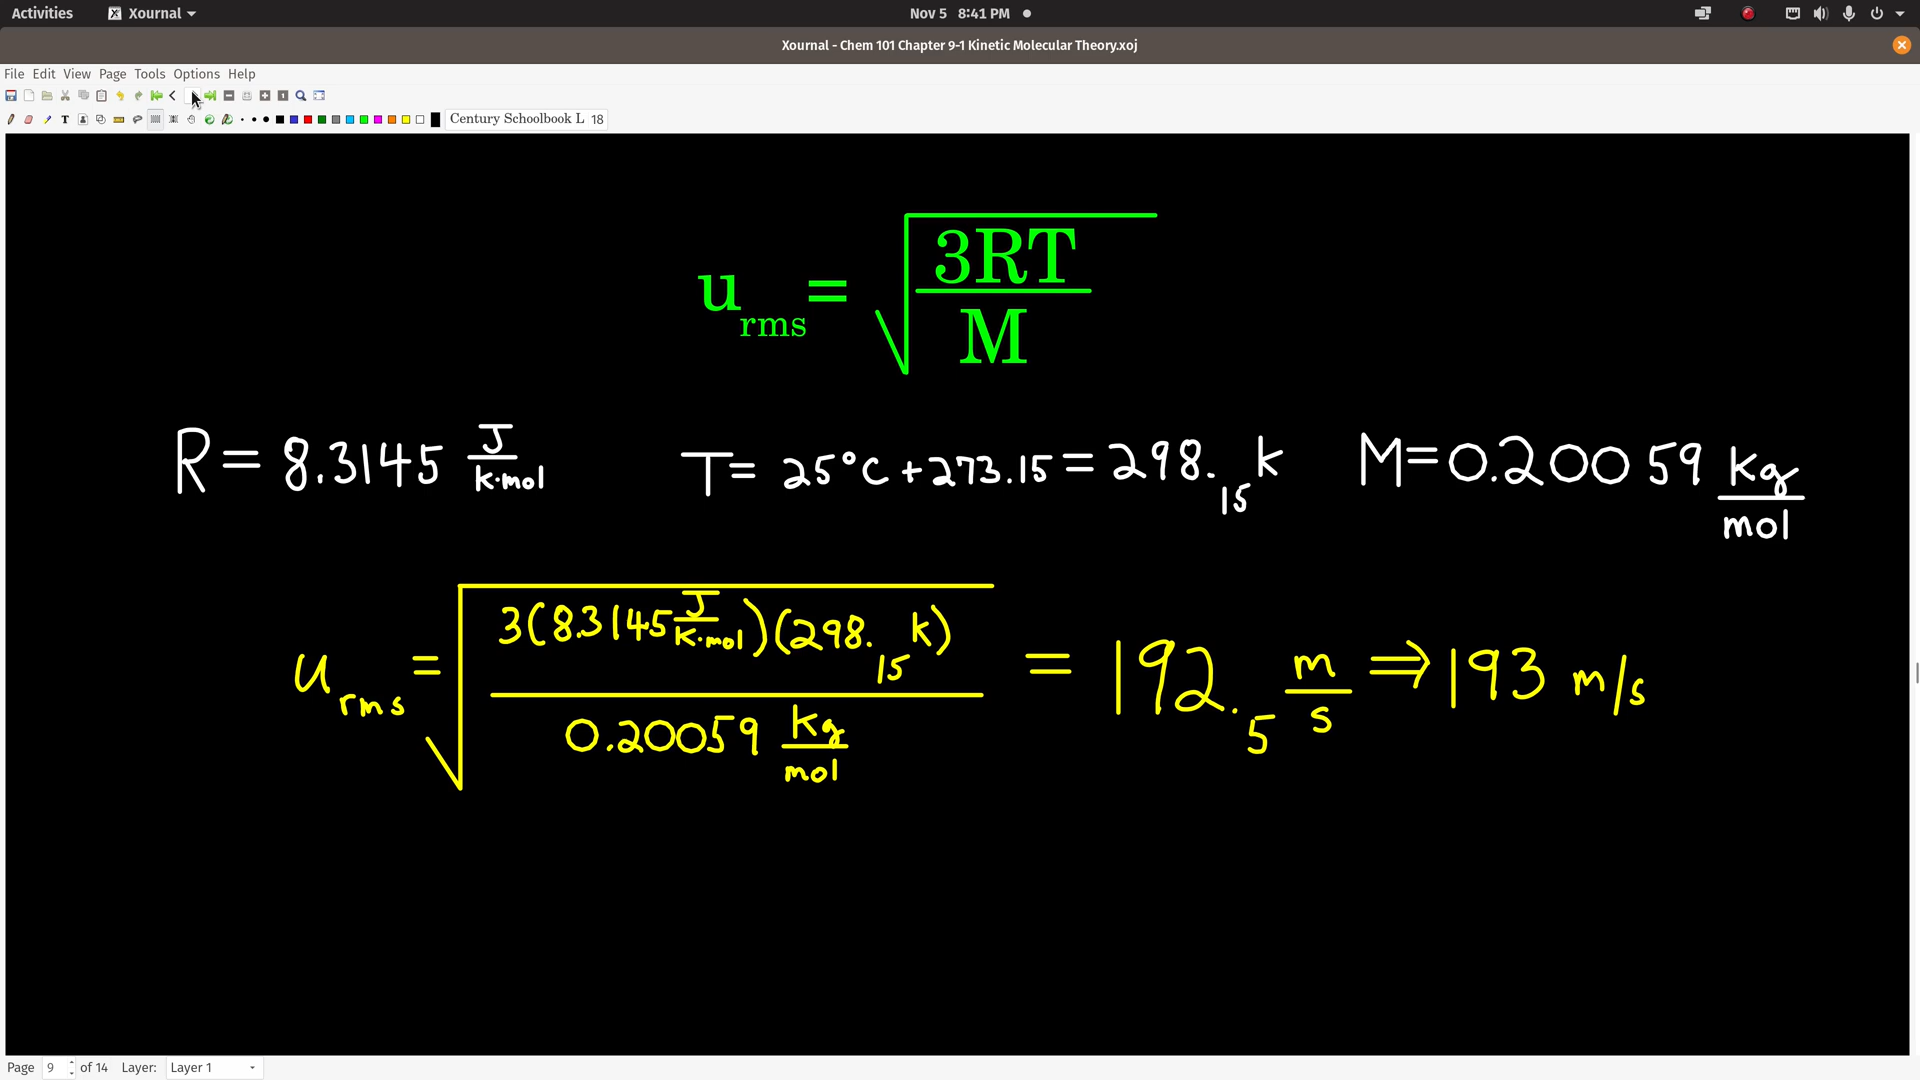 Activities Xournal Nov 5 8:41 PM
Xournal - Chem 101 Chapter 9-1 Kinetic Molecular Theory.xoj
File Edit View Page Tools Options Help
T Century Schoolbook L 18
u_rms = √(3RT/M)
R = 8.3145 J/K·mol T = 25°C + 273.15 = 298.15 K M = 0.20059 kg/mol
u_rms = √(3(8.3145 J/K·mol)(298.15 K) / 0.20059 kg/mol) = 192.5 m/s ⇒ 193 m/s
Page 9 of 14 Layer: Layer 1